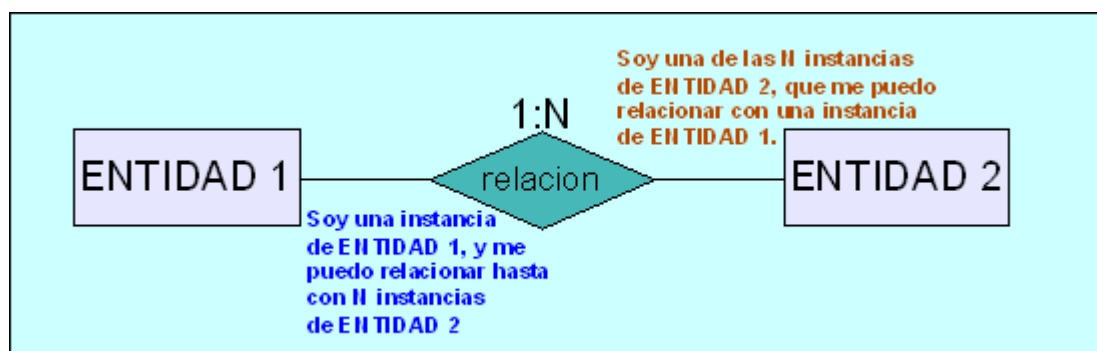 Soy una de las N instancias
de ENTIDAD 2, que me puedo
relacionar con una instancia
de ENTIDAD 1.
1:N
ENTIDAD 1
relacion
ENTIDAD 2
Soy una instancia
de ENTIDAD 1, y me
puedo relacionar hasta
con N instancias
de ENTIDAD 2